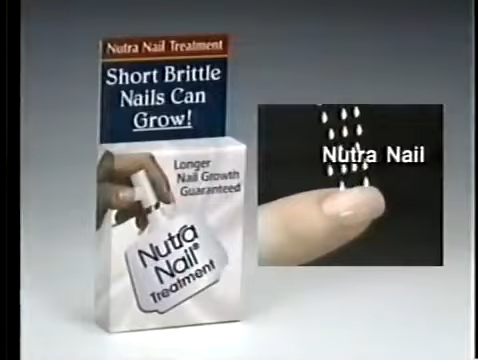 Nutra Nail Treatment
Short Brittle
Nails Can
Grow!
Longer
Nail Growth
Guaranteed
Nutra
Nail®
Treatment
Nutra Nail